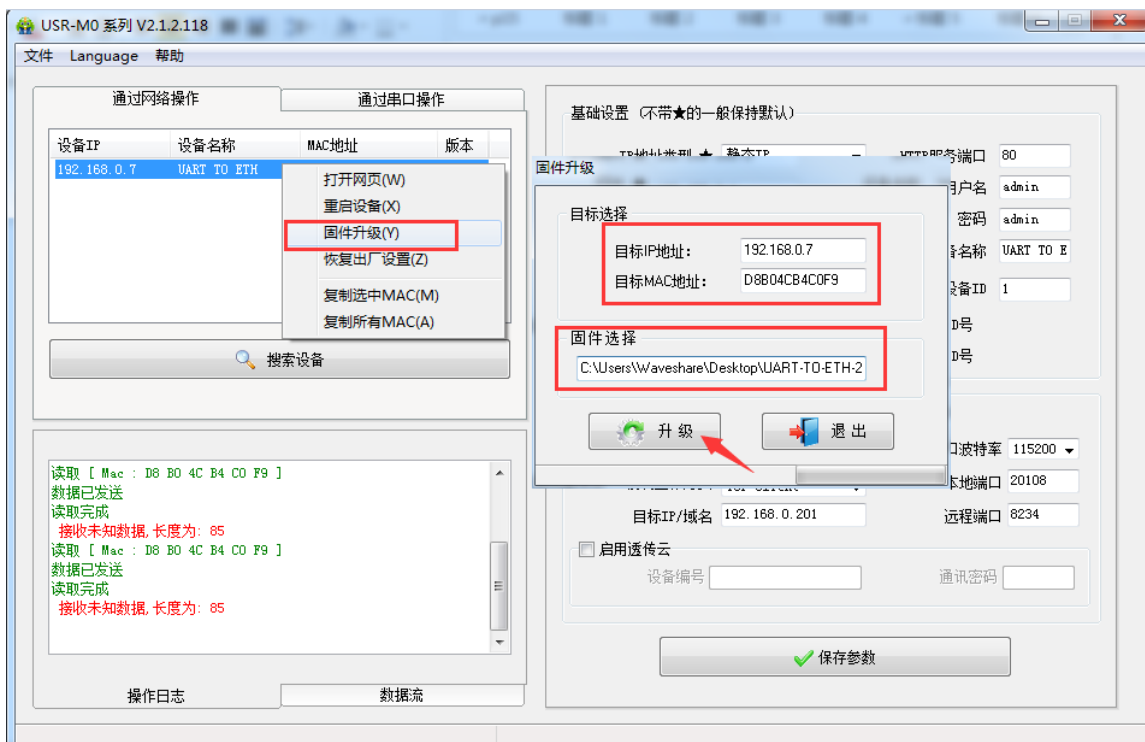 USR-M0 系列 V2.1.2.118
文件 Language 帮助
通过网络操作 通过串口操作
设备IP 设备名称 MAC地址 版本
192.168.0.7 UART TO ETH
打开网页(W)
重启设备(X)
固件升级(Y)
恢复出厂设置(Z)
复制选中MAC(M)
复制所有MAC(A)
搜索设备
读取 [ Mac : D8 B0 4C B4 C0 F9 ]
数据已发送
读取完成
接收未知数据,长度为: 85
读取 [ Mac : D8 B0 4C B4 C0 F9 ]
数据已发送
读取完成
接收未知数据,长度为: 85
操作日志 数据流
基础设置 (不带★的一般保持默认)
80
户名 admin
密码 admin
名称 UART TO E
设备ID 1
ID号
ID号
固件升级
目标选择
目标IP地址: 192.168.0.7
目标MAC地址: D8B04CB4C0F9
固件选择
C:\Users\Waveshare\Desktop\UART-TO-ETH-2
升级 退出
波特率 115200
本地端口 20108
目标IP/域名 192.168.0.201 远程端口 8234
启用透传云
设备编号 通讯密码
保存参数